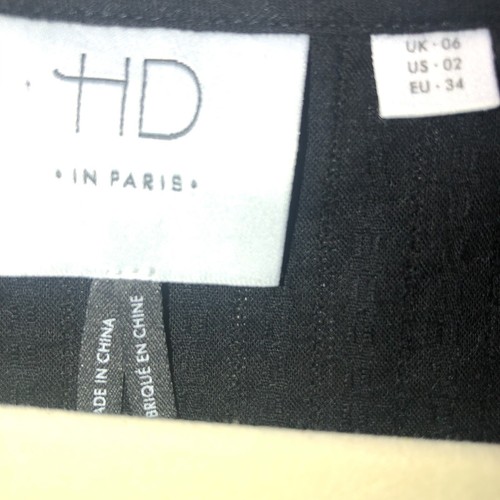 HD
• IN PARIS •
UK · 06
US · 02
EU · 34
ADE IN CHINA
BRIQUÉ EN CHINE